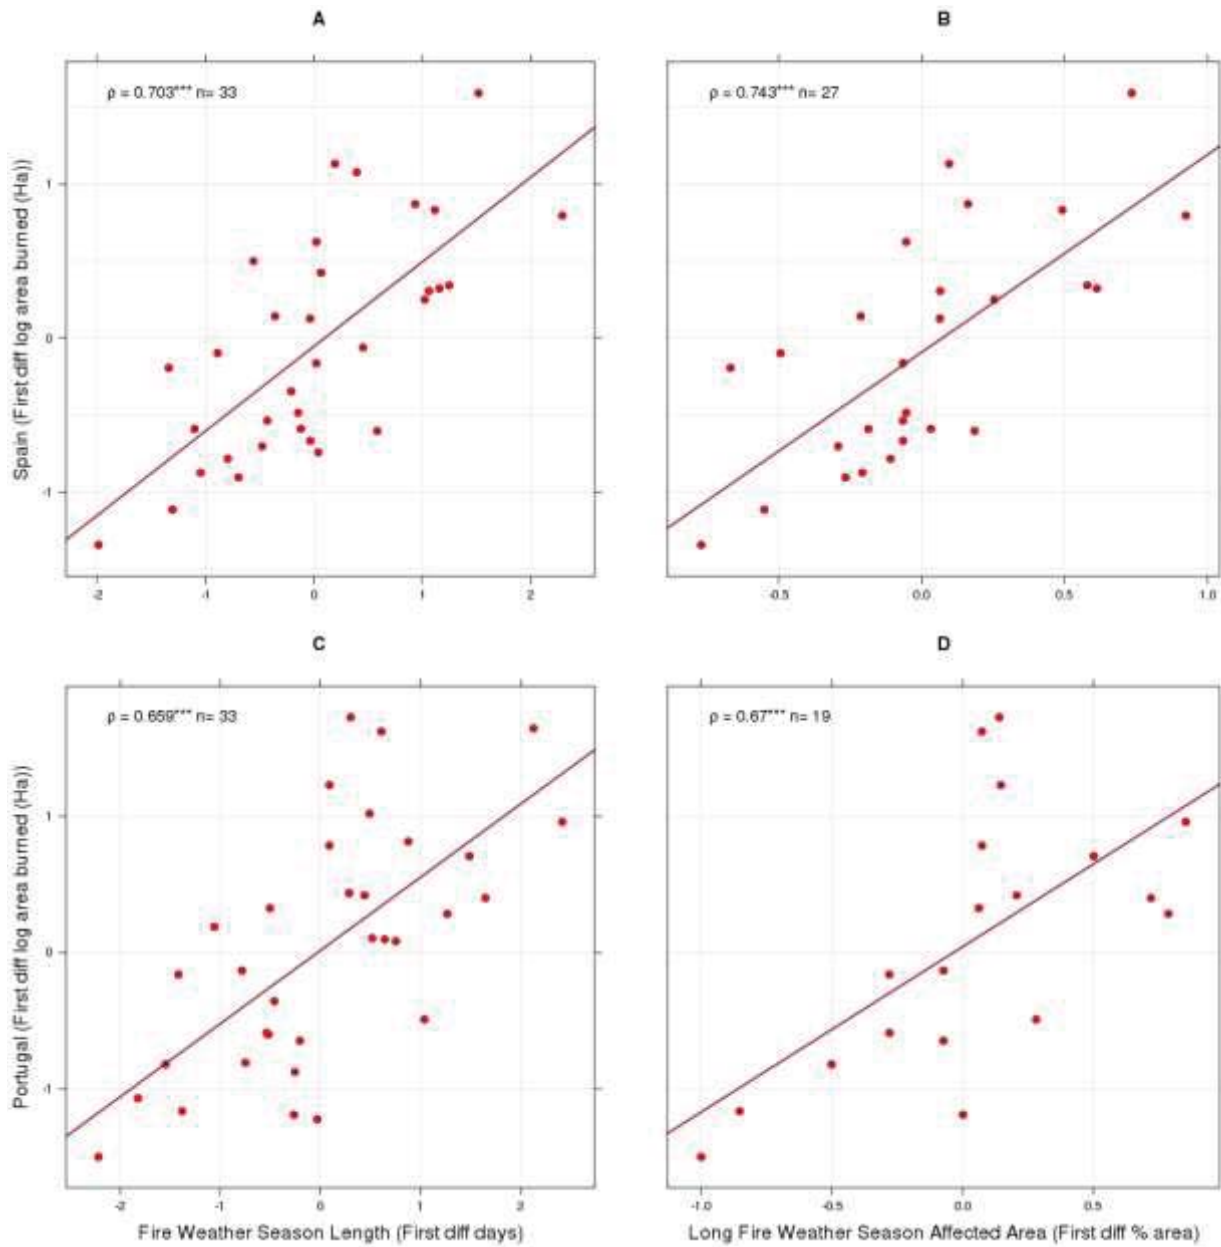 A
B
ρ = 0.703*** n= 33
ρ = 0.743*** n= 27
Spain (First diff log area burned (Ha))
1
0
-1
-2
-1
0
1
2
-0.5
0.0
0.5
1.0
C
D
ρ = 0.659*** n= 33
ρ = 0.67*** n= 19
Portugal (First diff log area burned (Ha))
1
0
-1
-2
-1
0
1
2
-1.0
-0.5
0.0
0.5
Fire Weather Season Length (First diff days)
Long Fire Weather Season Affected Area (First diff % area)